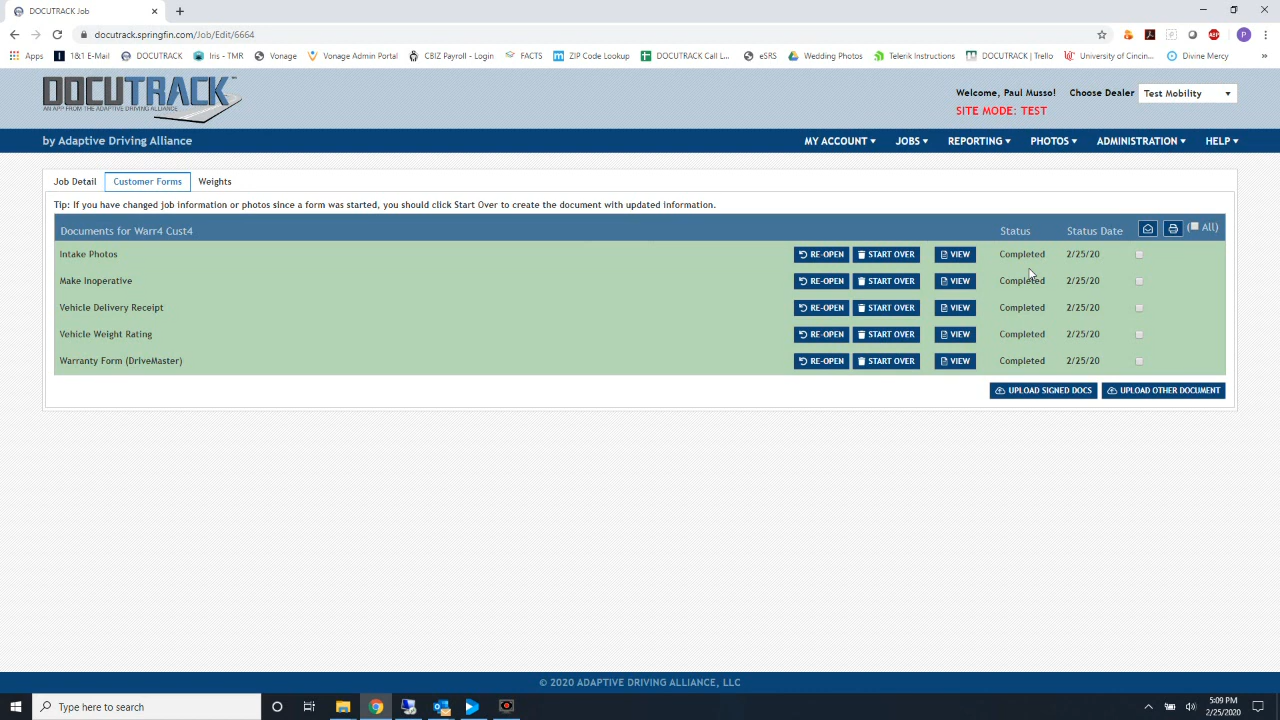 DOCUTRACK Job
docutrack.springfin.com/Job/Edit/6664
Apps 1&1 E-Mail DOCUTRACK Iris - TMR Vonage Vonage Admin Portal CBIZ Payroll - Login FACTS ZIP Code Lookup DOCUTRACK Call L... eSRS Wedding Photos Telerik Instructions DOCUTRACK | Trello University of Cincin... Divine Mercy »
DOCUTRACK™
AN APP FROM THE ADAPTIVE DRIVING ALLIANCE
Welcome, Paul Musso! Choose Dealer Test Mobility
SITE MODE: TEST
by Adaptive Driving Alliance MY ACCOUNT JOBS REPORTING PHOTOS ADMINISTRATION HELP
Job Detail Customer Forms Weights
Tip: If you have changed job information or photos since a form was started, you should click Start Over to create the document with updated information.
Documents for Warr4 Cust4 Status Status Date ( All)
Intake Photos RE-OPEN START OVER VIEW Completed 2/25/20
Make Inoperative RE-OPEN START OVER VIEW Completed 2/25/20
Vehicle Delivery Receipt RE-OPEN START OVER VIEW Completed 2/25/20
Vehicle Weight Rating RE-OPEN START OVER VIEW Completed 2/25/20
Warranty Form (DriveMaster) RE-OPEN START OVER VIEW Completed 2/25/20
UPLOAD SIGNED DOCS UPLOAD OTHER DOCUMENT
© 2020 ADAPTIVE DRIVING ALLIANCE, LLC
Type here to search
5:09 PM
2/25/2020